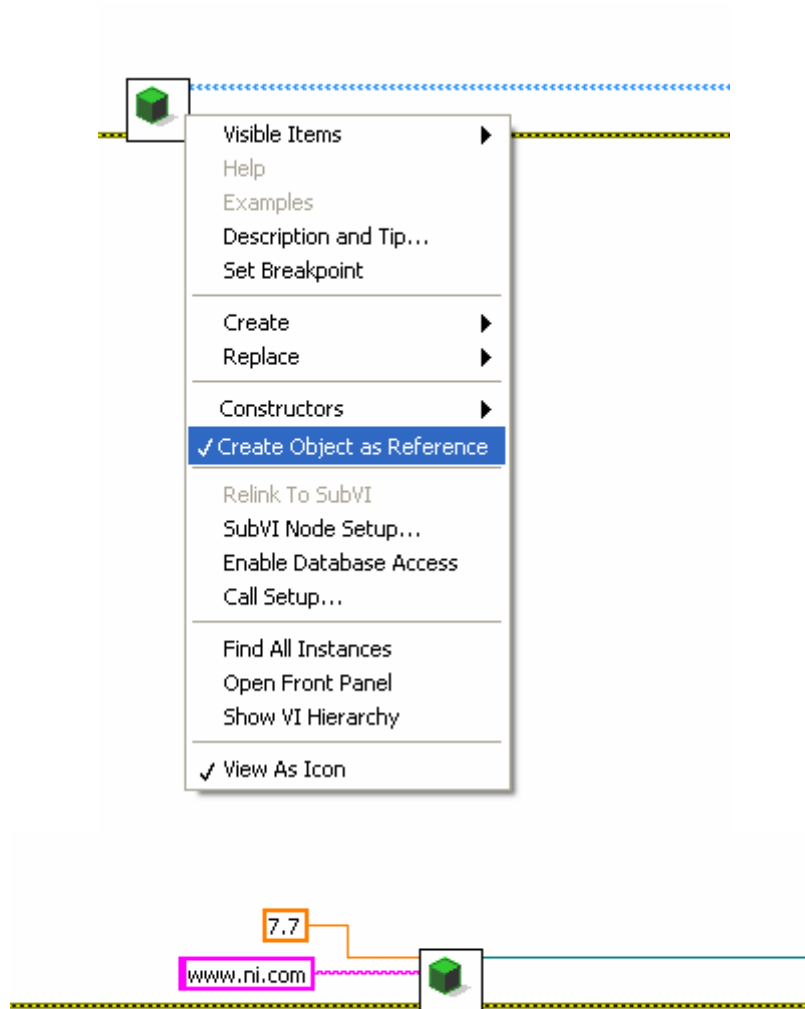 Visible Items
Help
Examples
Description and Tip...
Set Breakpoint
Create
Replace
Constructors
Create Object as Reference
Relink To SubVI
SubVI Node Setup...
Enable Database Access
Call Setup...
Find All Instances
Open Front Panel
Show VI Hierarchy
View As Icon
7.7
www.ni.com